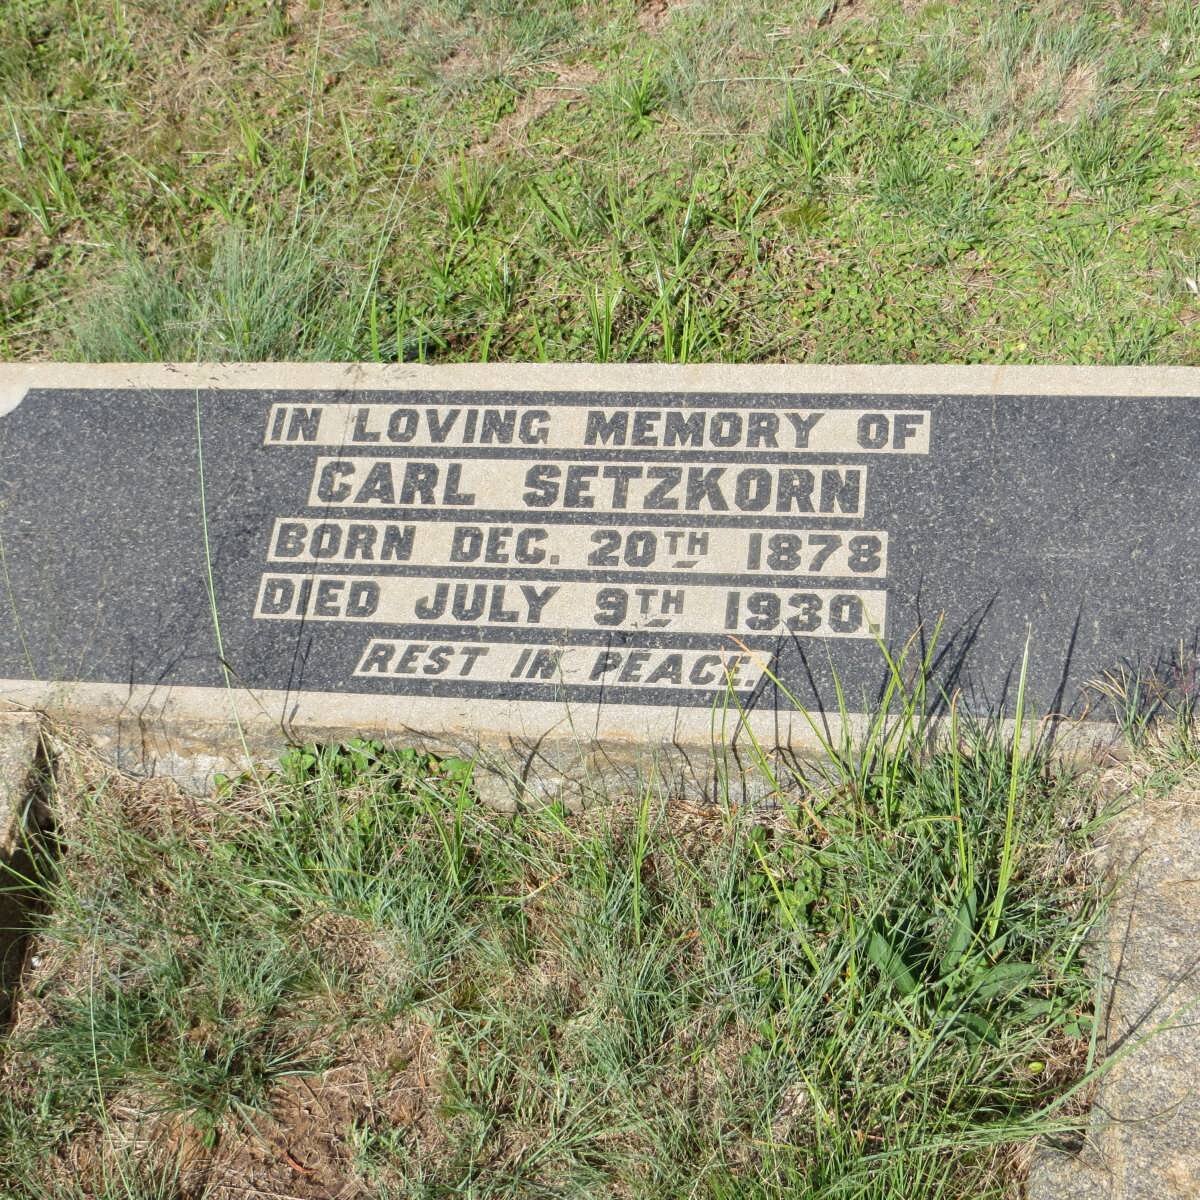 IN LOVING MEMORY OF
CARL SETZKORN
BORN DEC. 20TH 1878
DIED JULY 9TH 1930.
REST IN PEACE.